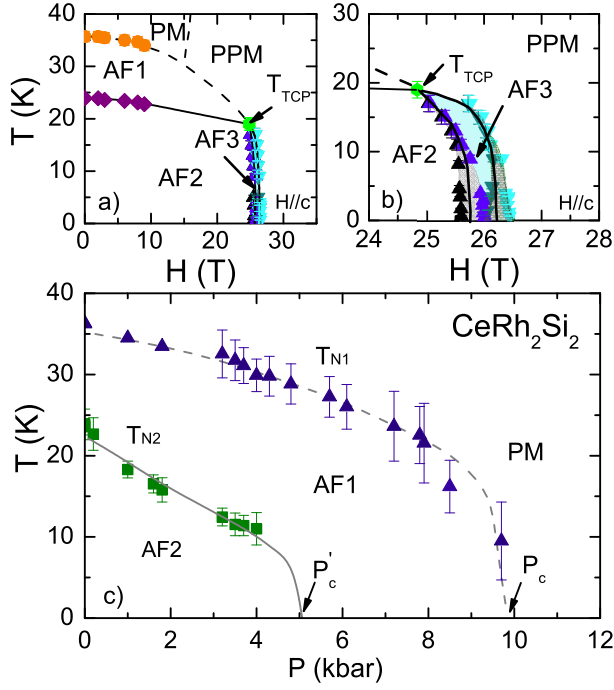 40
30
20
10
0
T (K)
PM
PPM
AF1
T_TCP
AF3
AF2
a)
H//c
0 10 20 30
H (T)
40
30
20
10
0
T (K)
PPM
T_TCP
AF3
AF2
b)
H//c
24 25 26 27 28
H (T)
CeRh₂Si₂
40
30
20
10
0
T (K)
T_N1
T_N2
PM
AF1
AF2
P'_c
P_c
c)
0 2 4 6 8 10 12
P (kbar)